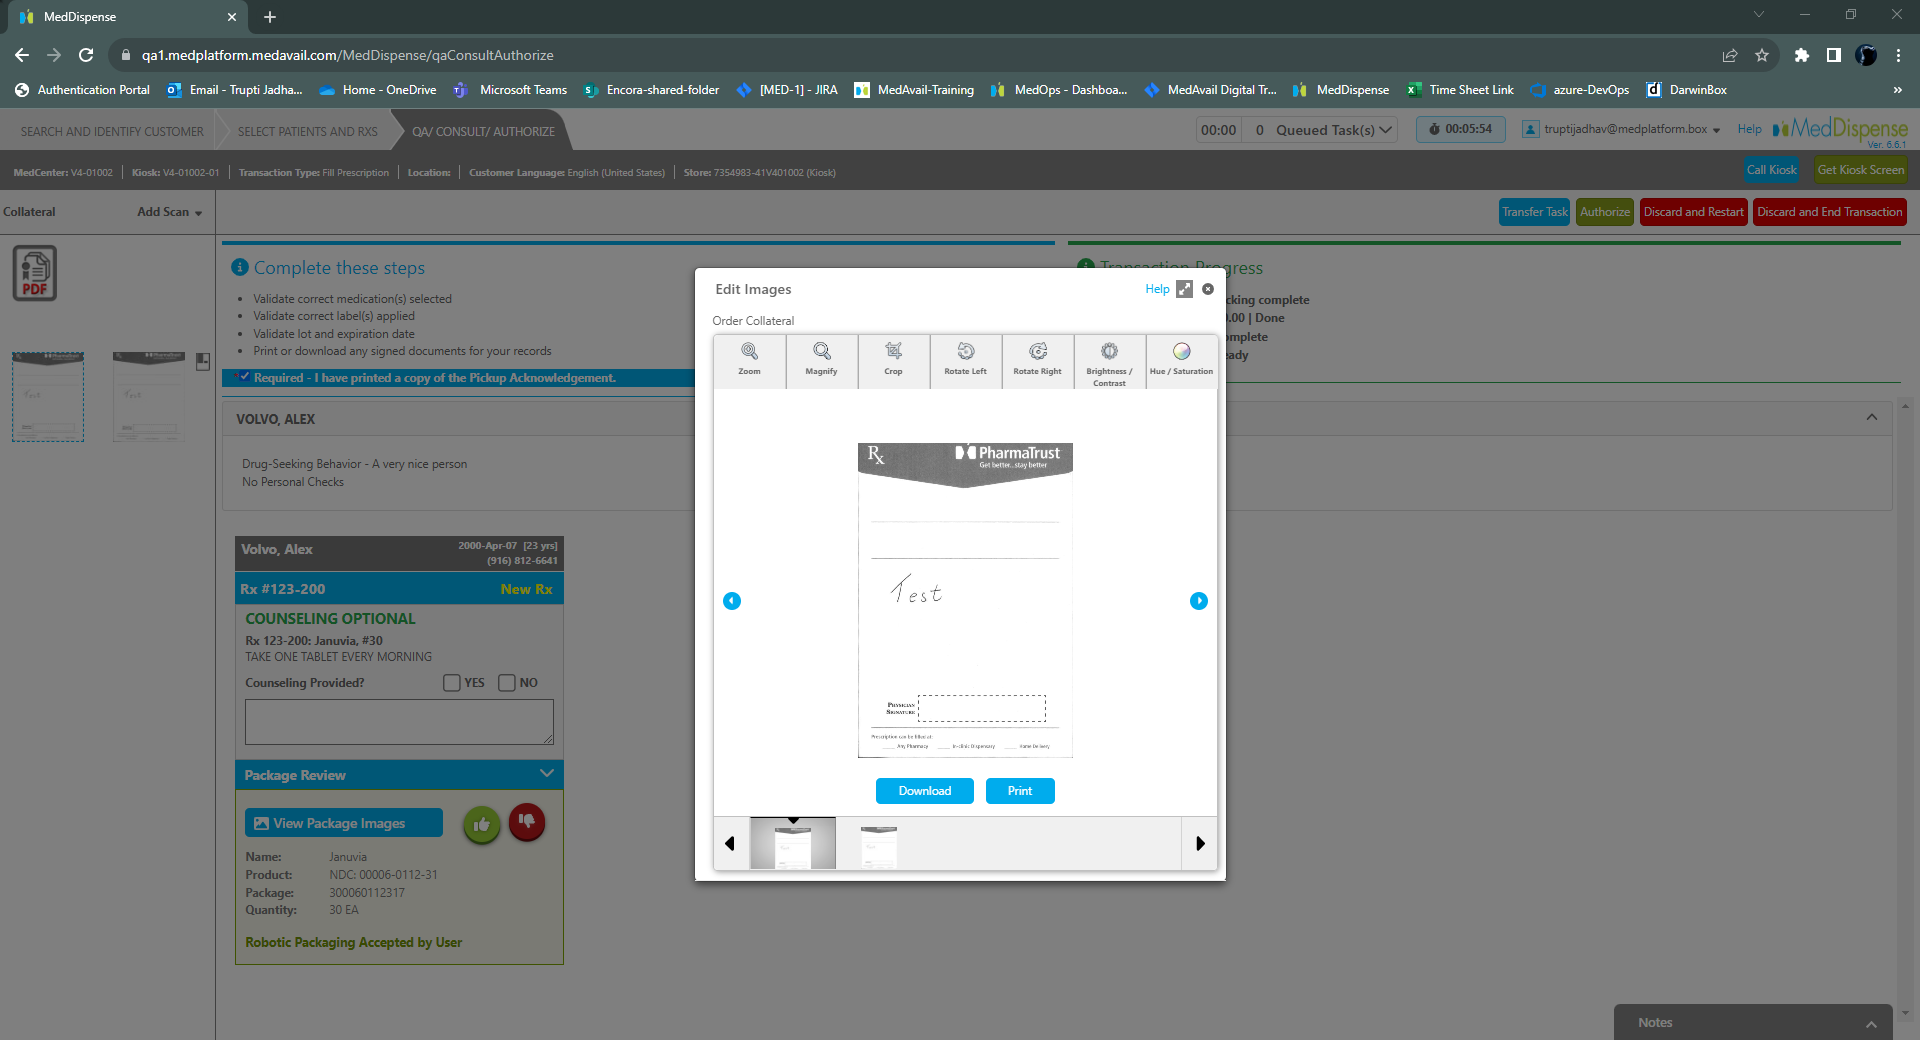 MedDispense
qa1.medplatform.medavail.com/MedDispense/qaConsultAuthorize
Authentication Portal
Email - Trupti Jadha...
Home - OneDrive
Microsoft Teams
Encora-shared-folder
[MED-1] - JIRA
MedAvail-Training
MedOps - Dashboa...
MedAvail Digital Tr...
MedDispense
Time Sheet Link
azure-DevOps
DarwinBox
»
SEARCH AND IDENTIFY CUSTOMER
SELECT PATIENTS AND RXS
QA/ CONSULT/ AUTHORIZE
00:00
0 Queued Task(s)
00:05:54
truptijadhav@medplatform.box
Help
MedDispense
Ver. 6.6.1
MedCenter: V4-01002
Kiosk: V4-01002-01
Transaction Type: Fill Prescription
Location:
Customer Language: English (United States)
Store: 7354983-41V401002 (Kiosk)
Call Kiosk
Get Kiosk Screen
Collateral
Add Scan
Transfer Task
Authorize
Discard and Restart
Discard and End Transaction
PDF
Complete these steps
• Validate correct medication(s) selected
• Validate correct label(s) applied
• Validate lot and expiration date
• Print or download any signed documents for your records
*Required - I have printed a copy of the Pickup Acknowledgement.
Transaction Progress
cking complete
.00 | Done
mplete
ady
VOLVO, ALEX
Drug-Seeking Behavior - A very nice person
No Personal Checks
Volvo, Alex
2000-Apr-07 [23 yrs]
(916) 812-6641
Rx #123-200
New Rx
COUNSELING OPTIONAL
Rx 123-200: Januvia, #30
TAKE ONE TABLET EVERY MORNING
Counseling Provided?
YES
NO
Package Review
View Package Images
Name: Januvia
Product: NDC: 00006-0112-31
Package: 300060112317
Quantity: 30 EA
Robotic Packaging Accepted by User
Edit Images
Help
Order Collateral
Zoom
Magnify
Crop
Rotate Left
Rotate Right
Brightness /
Contrast
Hue / Saturation
Rx
PharmaTrust
Get better...stay better
Test
PHYSICIAN
SIGNATURE
Prescription can be filled at:
Any Pharmacy
In-clinic Dispensary
Home Delivery
Download
Print
Notes